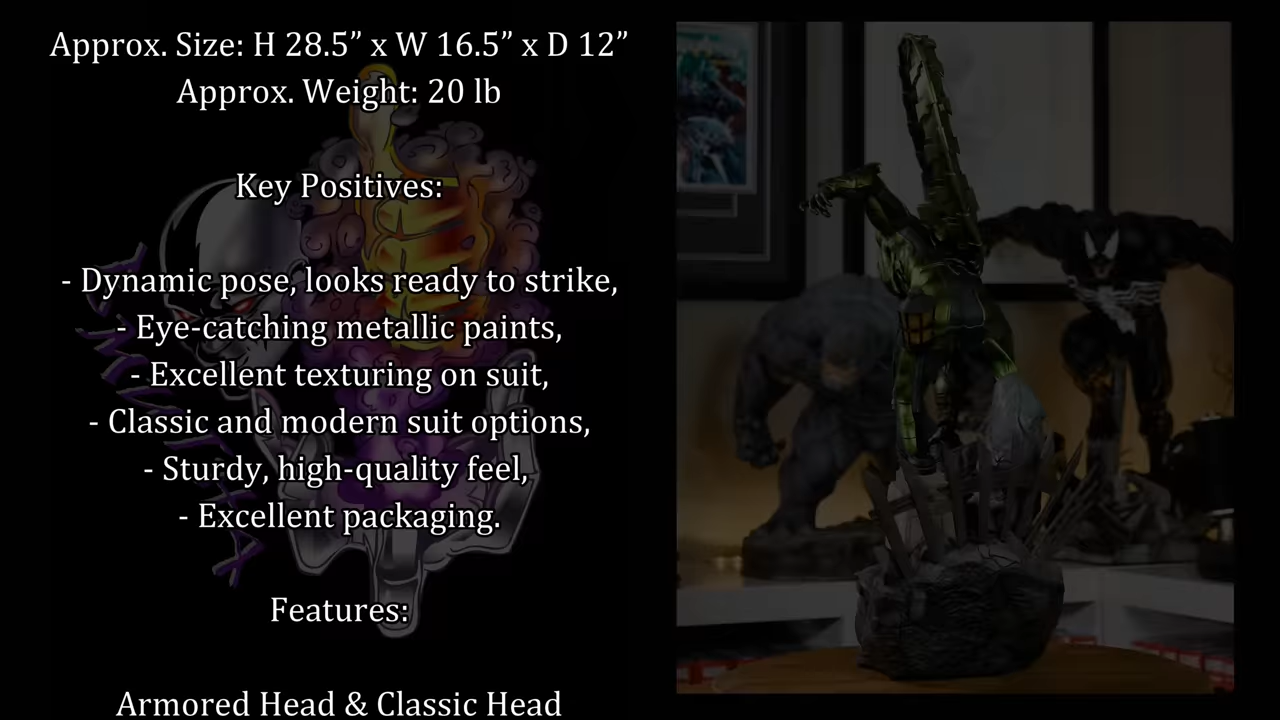 Approx. Size: H 28.5” x W 16.5” x D 12”
Approx. Weight: 20 lb
Key Positives:
- Dynamic pose, looks ready to strike,
- Eye-catching metallic paints,
- Excellent texturing on suit,
- Classic and modern suit options,
- Sturdy, high-quality feel,
- Excellent packaging.
Features:
Armored Head & Classic Head